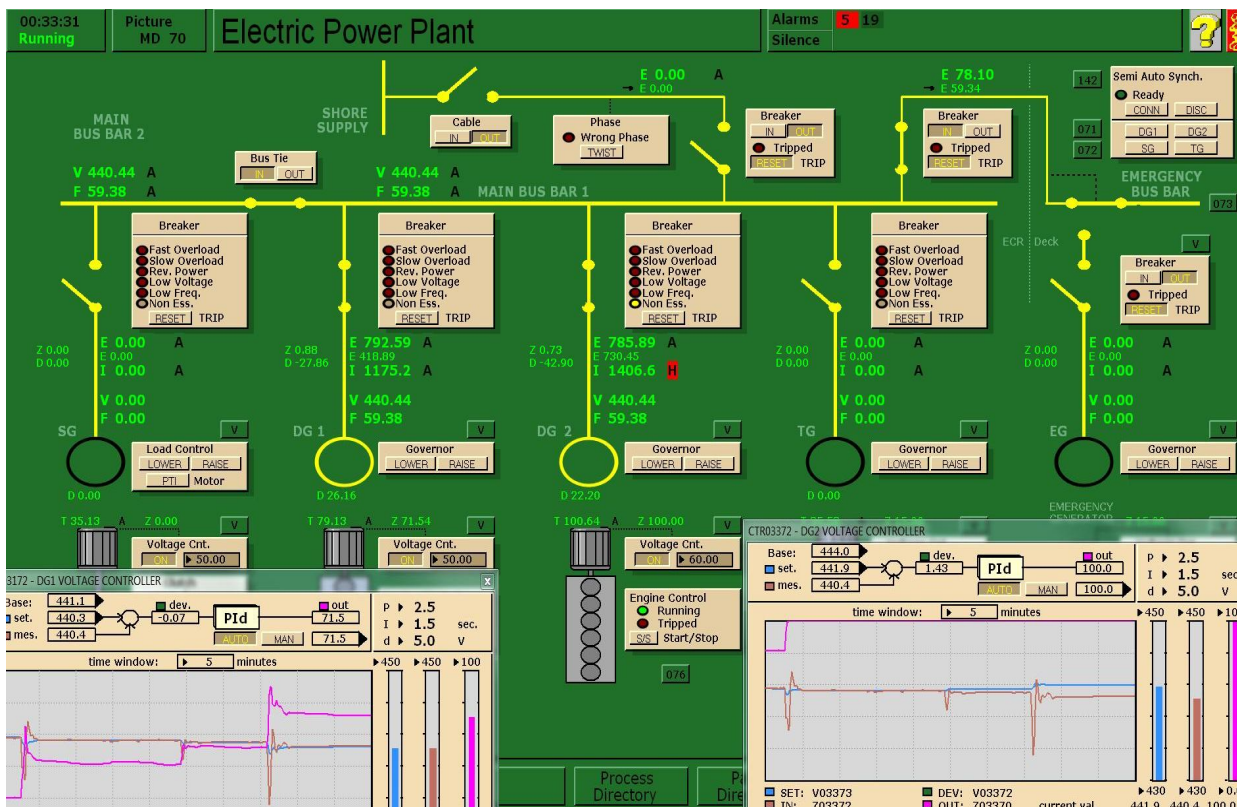 00:33:31
Running
Picture
MD 70
Electric Power Plant
Alarms 5 19
Silence
?
E 0.00 A
→ E 0.00
E 78.10
→ E 59.34
142
Semi Auto Synch.
Ready
CONN DISC
DG1 DG2
SG TG
071
072
SHORE
SUPPLY
Cable
IN OUT
Phase
Wrong Phase
TWIST
Breaker
IN OUT
Tripped
RESET TRIP
Breaker
IN OUT
Tripped
RESET TRIP
MAIN
BUS BAR 2
Bus Tie
IN OUT
V 440.44 A
F 59.38 A
V 440.44 A
F 59.38 A
MAIN BUS BAR 1
EMERGENCY
BUS BAR
073
Breaker
Fast Overload
Slow Overload
Rev. Power
Low Voltage
Low Freq.
Non Ess.
RESET TRIP
Breaker
Fast Overload
Slow Overload
Rev. Power
Low Voltage
Low Freq.
Non Ess.
RESET TRIP
Breaker
Fast Overload
Slow Overload
Rev. Power
Low Voltage
Low Freq.
Non Ess.
RESET TRIP
Breaker
Fast Overload
Slow Overload
Rev. Power
Low Voltage
Low Freq.
Non Ess.
RESET TRIP
ECR Deck
V
Breaker
IN OUT
Tripped
RESET TRIP
Z 0.00
D 0.00
E 0.00 A
E 0.00
I 0.00 A
V 0.00
F 0.00
Z 0.88
D -27.86
E 792.59 A
E 418.89
I 1175.2 A
V 440.44
F 59.38
Z 0.73
D -42.90
E 785.89 A
E 730.45
I 1406.6 H
V 440.44
F 59.38
Z 0.00
D 0.00
E 0.00 A
E 0.00
I 0.00 A
V 0.00
F 0.00
Z 0.00
D 0.00
E 0.00 A
E 0.00
I 0.00 A
V 0.00
F 0.00
SG
V
Load Control
LOWER RAISE
PTI Motor
D 0.00
DG 1
V
Governor
LOWER RAISE
D 26.16
DG 2
V
Governor
LOWER RAISE
D 22.20
TG
V
Governor
LOWER RAISE
D 0.00
EG
V
Governor
LOWER RAISE
EMERGENCY
GENERATOR
T 35.13 A Z 0.00 V
Voltage Cnt.
ON 50.00
T 79.13 A Z 71.54 V
Voltage Cnt.
ON 50.00
T 100.64 A Z 100.00 V
Voltage Cnt.
ON 60.00
Engine Control
Running
Tripped
S/S Start/Stop
076
3172 - DG1 VOLTAGE CONTROLLER X
Base: 441.1
set. 440.3
mes. 440.4
dev.
-0.07
PId
AUTO MAN
out
71.5
71.5
P 2.5
I 1.5 sec.
d 5.0 V
time window: 5 minutes
450 450 100
CTR03372 - DG2 VOLTAGE CONTROLLER
Base: 444.0
set. 441.9
mes. 440.4
dev.
1.43
PId
AUTO MAN
out
100.0
100.0
P 2.5
I 1.5 sec
d 5.0 V
time window: 5 minutes
450 450 10
430 430 0.0
SET: V03373 DEV: V03372
IN: Z03372 OUT: Z03370 current val 441.9 440.4 100.0
Process
Directory
Pa
Dire